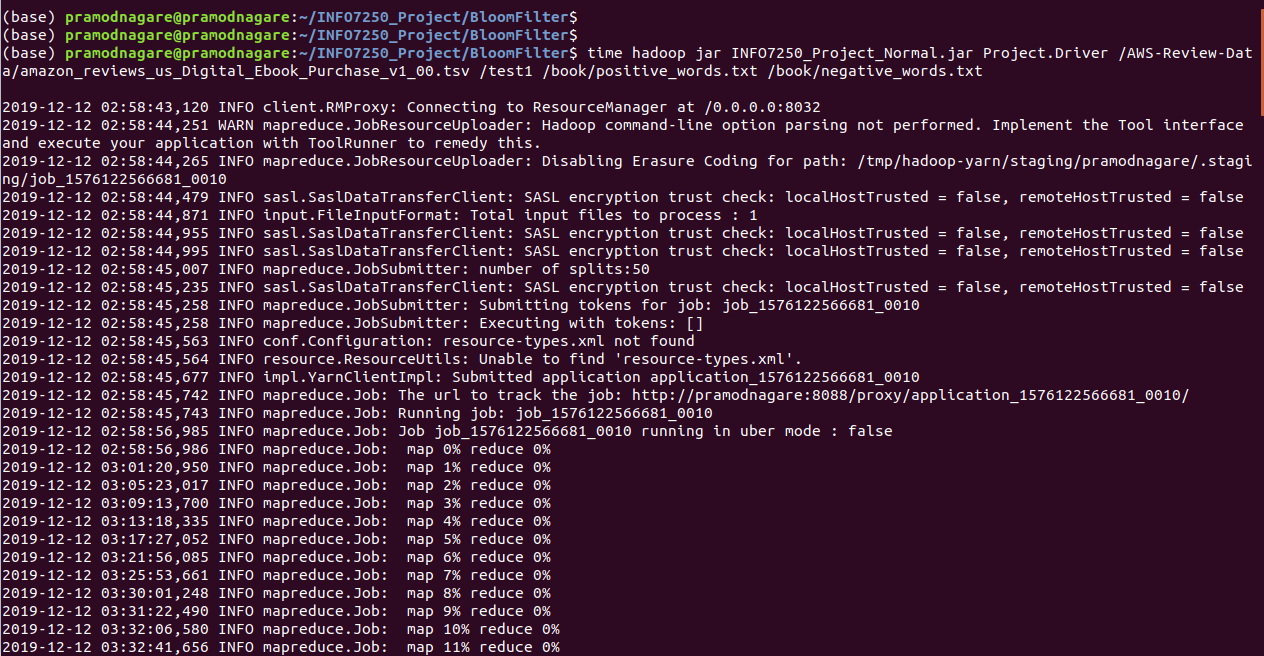 (base) pramodnagare@pramodnagare:~/INFO7250_Project/BloomFilter$
(base) pramodnagare@pramodnagare:~/INFO7250_Project/BloomFilter$
(base) pramodnagare@pramodnagare:~/INFO7250_Project/BloomFilter$ time hadoop jar INFO7250_Project_Normal.jar Project.Driver /AWS-Review-Dat
a/amazon_reviews_us_Digital_Ebook_Purchase_v1_00.tsv /test1 /book/positive_words.txt /book/negative_words.txt
2019-12-12 02:58:43,120 INFO client.RMProxy: Connecting to ResourceManager at /0.0.0.0:8032
2019-12-12 02:58:44,251 WARN mapreduce.JobResourceUploader: Hadoop command-line option parsing not performed. Implement the Tool interface
and execute your application with ToolRunner to remedy this.
2019-12-12 02:58:44,265 INFO mapreduce.JobResourceUploader: Disabling Erasure Coding for path: /tmp/hadoop-yarn/staging/pramodnagare/.stagi
ng/job_1576122566681_0010
2019-12-12 02:58:44,479 INFO sasl.SaslDataTransferClient: SASL encryption trust check: localHostTrusted = false, remoteHostTrusted = false
2019-12-12 02:58:44,871 INFO input.FileInputFormat: Total input files to process : 1
2019-12-12 02:58:44,955 INFO sasl.SaslDataTransferClient: SASL encryption trust check: localHostTrusted = false, remoteHostTrusted = false
2019-12-12 02:58:44,995 INFO sasl.SaslDataTransferClient: SASL encryption trust check: localHostTrusted = false, remoteHostTrusted = false
2019-12-12 02:58:45,007 INFO mapreduce.JobSubmitter: number of splits:50
2019-12-12 02:58:45,235 INFO sasl.SaslDataTransferClient: SASL encryption trust check: localHostTrusted = false, remoteHostTrusted = false
2019-12-12 02:58:45,258 INFO mapreduce.JobSubmitter: Submitting tokens for job: job_1576122566681_0010
2019-12-12 02:58:45,258 INFO mapreduce.JobSubmitter: Executing with tokens: []
2019-12-12 02:58:45,563 INFO conf.Configuration: resource-types.xml not found
2019-12-12 02:58:45,564 INFO resource.ResourceUtils: Unable to find 'resource-types.xml'.
2019-12-12 02:58:45,677 INFO impl.YarnClientImpl: Submitted application application_1576122566681_0010
2019-12-12 02:58:45,742 INFO mapreduce.Job: The url to track the job: http://pramodnagare:8088/proxy/application_1576122566681_0010/
2019-12-12 02:58:45,743 INFO mapreduce.Job: Running job: job_1576122566681_0010
2019-12-12 02:58:56,985 INFO mapreduce.Job: Job job_1576122566681_0010 running in uber mode : false
2019-12-12 02:58:56,986 INFO mapreduce.Job:  map 0% reduce 0%
2019-12-12 03:01:20,950 INFO mapreduce.Job:  map 1% reduce 0%
2019-12-12 03:05:23,017 INFO mapreduce.Job:  map 2% reduce 0%
2019-12-12 03:09:13,700 INFO mapreduce.Job:  map 3% reduce 0%
2019-12-12 03:13:18,335 INFO mapreduce.Job:  map 4% reduce 0%
2019-12-12 03:17:27,052 INFO mapreduce.Job:  map 5% reduce 0%
2019-12-12 03:21:56,085 INFO mapreduce.Job:  map 6% reduce 0%
2019-12-12 03:25:53,661 INFO mapreduce.Job:  map 7% reduce 0%
2019-12-12 03:30:01,248 INFO mapreduce.Job:  map 8% reduce 0%
2019-12-12 03:31:22,490 INFO mapreduce.Job:  map 9% reduce 0%
2019-12-12 03:32:06,580 INFO mapreduce.Job:  map 10% reduce 0%
2019-12-12 03:32:41,656 INFO mapreduce.Job:  map 11% reduce 0%